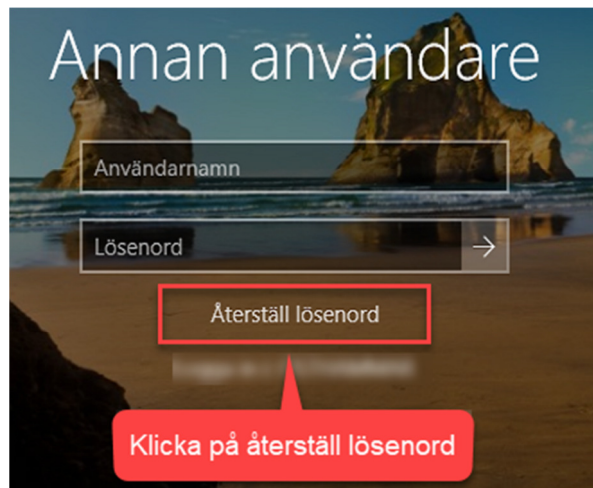 Annan användare
Användarnamn
Lösenord
Återställ lösenord
Klicka på återställ lösenord